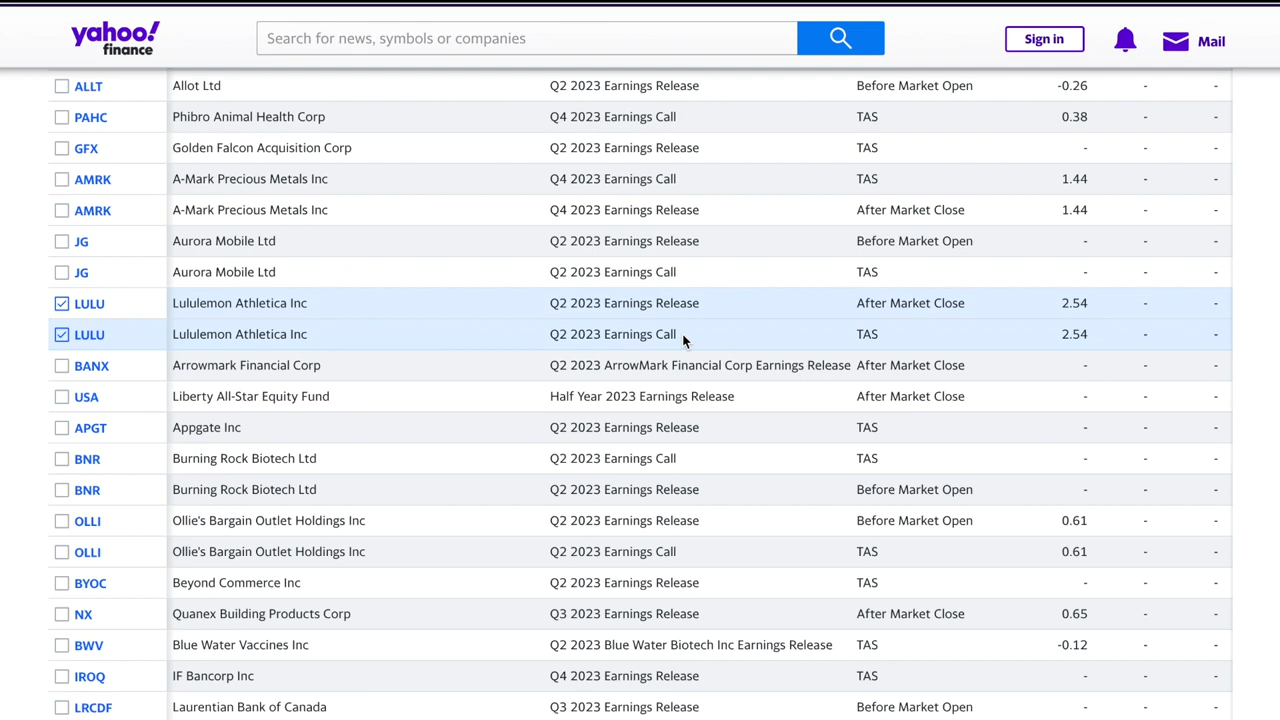 yahoo!
finance
Search for news, symbols or companies
Sign in
Mail
ALLT Allot Ltd Q2 2023 Earnings Release Before Market Open -0.26 - -
PAHC Phibro Animal Health Corp Q4 2023 Earnings Call TAS 0.38 - -
GFX Golden Falcon Acquisition Corp Q2 2023 Earnings Release TAS - - -
AMRK A-Mark Precious Metals Inc Q4 2023 Earnings Call TAS 1.44 - -
AMRK A-Mark Precious Metals Inc Q4 2023 Earnings Release After Market Close 1.44 - -
JG Aurora Mobile Ltd Q2 2023 Earnings Release Before Market Open - - -
JG Aurora Mobile Ltd Q2 2023 Earnings Call TAS - - -
LULU Lululemon Athletica Inc Q2 2023 Earnings Release After Market Close 2.54 - -
LULU Lululemon Athletica Inc Q2 2023 Earnings Call TAS 2.54 - -
BANX Arrowmark Financial Corp Q2 2023 ArrowMark Financial Corp Earnings Release After Market Close - - -
USA Liberty All-Star Equity Fund Half Year 2023 Earnings Release After Market Close - - -
APGT Appgate Inc Q2 2023 Earnings Release TAS - - -
BNR Burning Rock Biotech Ltd Q2 2023 Earnings Call TAS - - -
BNR Burning Rock Biotech Ltd Q2 2023 Earnings Release Before Market Open - - -
OLLI Ollie's Bargain Outlet Holdings Inc Q2 2023 Earnings Release Before Market Open 0.61 - -
OLLI Ollie's Bargain Outlet Holdings Inc Q2 2023 Earnings Call TAS 0.61 - -
BYOC Beyond Commerce Inc Q2 2023 Earnings Release TAS - - -
NX Quanex Building Products Corp Q3 2023 Earnings Release After Market Close 0.65 - -
BWV Blue Water Vaccines Inc Q2 2023 Blue Water Biotech Inc Earnings Release TAS -0.12 - -
IROQ IF Bancorp Inc Q4 2023 Earnings Release TAS - - -
LRCDF Laurentian Bank of Canada Q3 2023 Earnings Release Before Market Open - - -